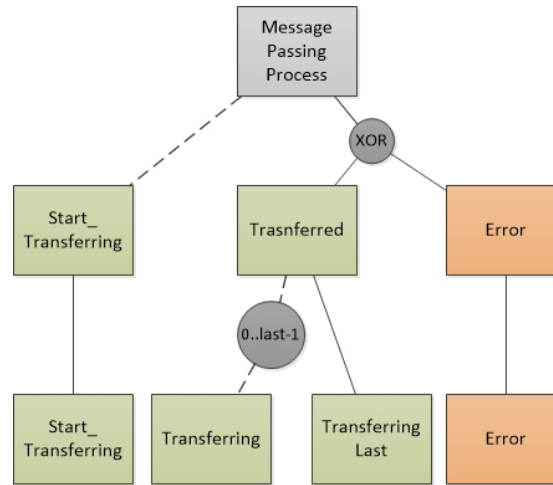 Message
Passing
Process
XOR
Start_
Transferring
Trasnferred
Error
0..last-1
Start_
Transferring
Transferring
Transferring
Last
Error